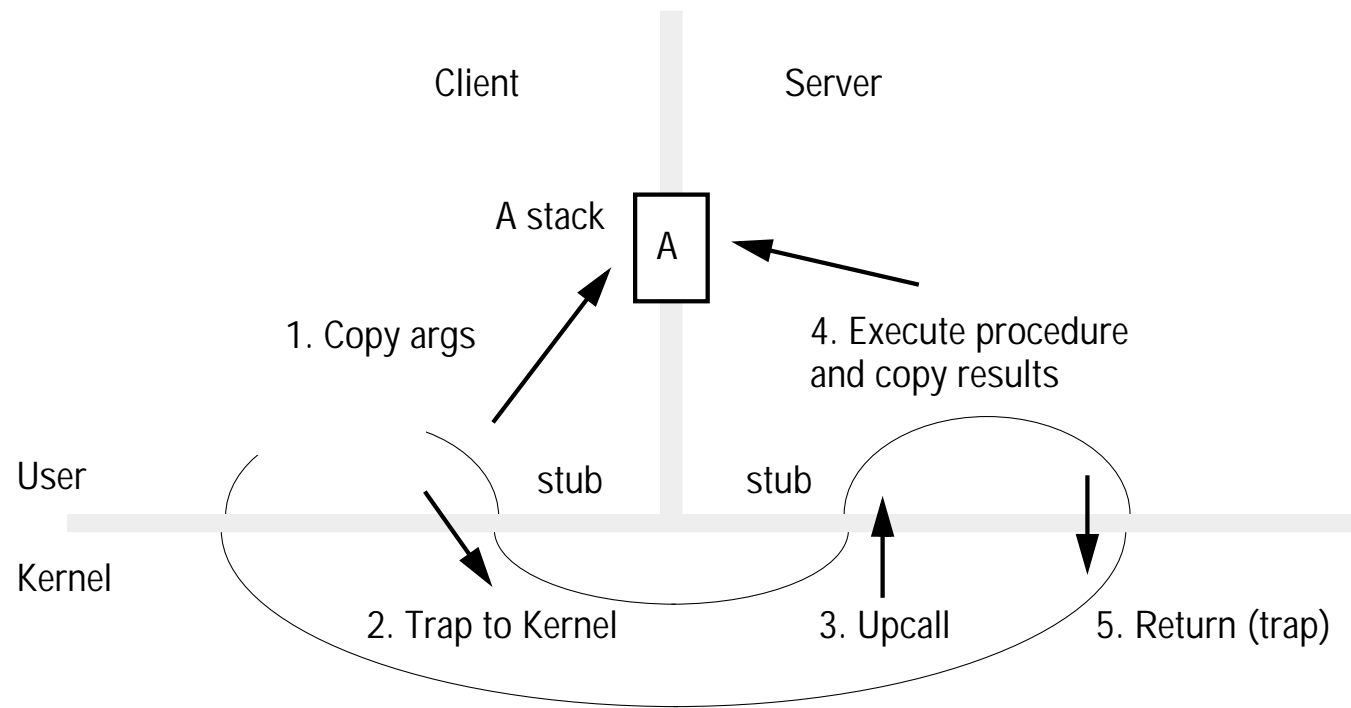 Client
Server
A stack
A
1. Copy args
4. Execute procedure
and copy results
User
stub
stub
Kernel
2. Trap to Kernel
3. Upcall
5. Return (trap)